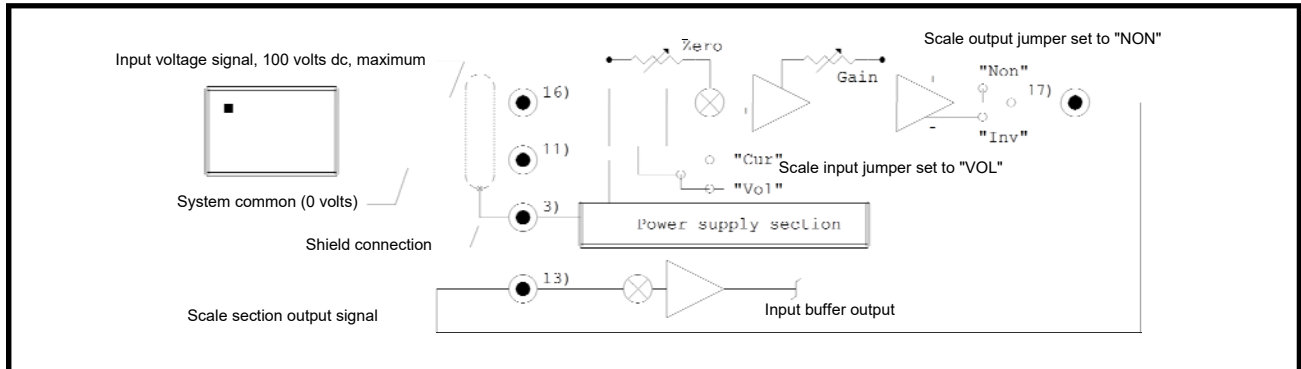 Scale output jumper set to "NON"
Zero
Input voltage signal, 100 volts dc, maximum
"Non"
Gain
16)
17)
"Inv"
11)
"Cur"
Scale input jumper set to "VOL"
"Vol"
System common (0 volts)
3)
Power supply section
Shield connection
13)
Input buffer output
Scale section output signal